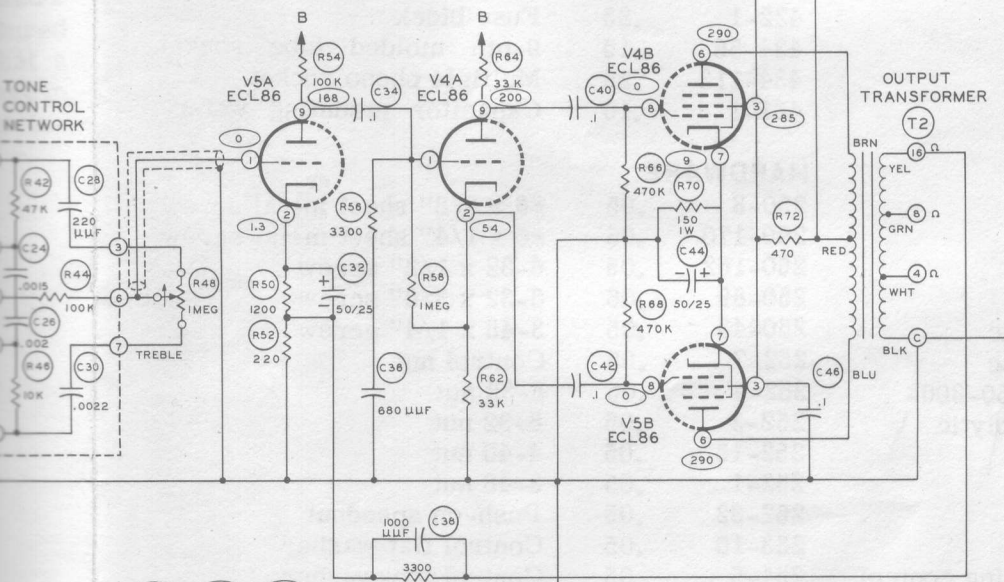 B
B
290
R54
100K
R64
33K
V4B
ECL86
6
V5A
ECL86
V4A
ECL86
OUTPUT
TRANSFORMER
TONE
CONTROL
NETWORK
168
C34
200
C40
0
9
.1
9
.1
8
3
285
T2
0
1
1
R66
470K
9
7
BRN
16 Ω
YEL
R42
47K
C28
220
μμF
R56
3300
R70
150
1W
R72
470
2
1.3
2
54
8 Ω
GRN
C24
.0015
3
C44
- +
50/25
RED
R44
100K
6
R48
1MEG
R50
1200
C32
+
50/25
R58
1MEG
4 Ω
WHT
C26
.002
R52
220
R68
470K
7
TREBLE
7
C
BLK
R46
10K
C30
.0022
C36
680 μμF
R62
33K
C42
.1
8
0
3
BLU
C46
.1
V5B
ECL86
6
290
1000
μμF
C38
3300